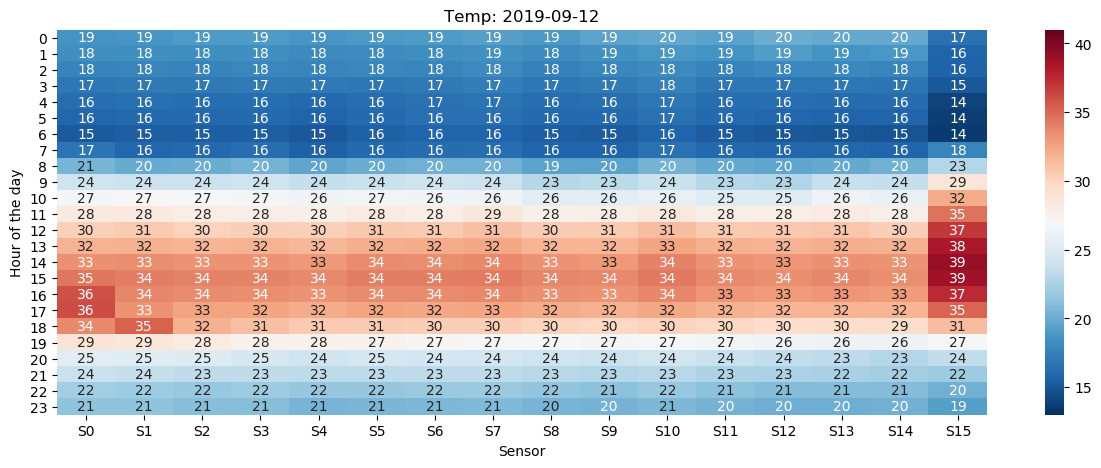 Temp: 2019-09-12
0 19 19 19 19 19 19 19 19 19 19 20 19 20 20 20 17
1 18 18 18 18 18 18 18 19 18 19 19 19 19 19 19 16
2 18 18 18 18 18 18 18 18 18 18 18 18 18 18 18 16
3 17 17 17 17 17 17 17 17 17 17 18 17 17 17 17 15
4 16 16 16 16 16 16 17 17 16 16 17 16 16 16 16 14
5 16 16 16 16 16 16 16 16 16 16 17 16 16 16 16 14
6 15 15 15 15 15 16 16 16 15 15 16 15 15 15 15 14
7 17 16 16 16 16 16 16 16 16 16 17 16 16 16 16 18
8 21 20 20 20 20 20 20 20 19 20 20 20 20 20 20 23
9 24 24 24 24 24 24 24 24 23 23 24 23 23 24 24 29
10 27 27 27 27 26 27 26 26 26 26 26 25 25 26 26 32
11 28 28 28 28 28 28 28 29 28 28 28 28 28 28 28 35
12 30 31 30 30 30 31 31 31 30 31 31 31 31 31 30 37
13 32 32 32 32 32 32 32 32 32 32 33 32 32 32 32 38
14 33 33 33 33 33 34 34 34 33 33 34 33 33 33 33 39
15 35 34 34 34 34 34 34 34 34 34 34 34 34 34 34 39
16 36 34 34 34 33 34 34 34 33 33 34 33 33 33 33 37
17 36 33 33 32 32 32 32 33 32 32 32 32 32 32 32 35
18 34 35 32 31 31 31 30 30 30 30 30 30 30 30 29 31
19 29 29 28 28 28 27 27 27 27 27 27 27 26 26 26 27
20 25 25 25 25 24 25 24 24 24 24 24 24 24 23 23 24
21 24 24 23 23 23 23 23 23 23 23 23 23 23 22 22 22
22 22 22 22 22 22 22 22 22 22 21 22 21 21 21 21 20
23 21 21 21 21 21 21 21 21 20 20 21 20 20 20 20 19
S0 S1 S2 S3 S4 S5 S6 S7 S8 S9 S10 S11 S12 S13 S14 S15
Sensor
Hour of the day
40
35
30
25
20
15